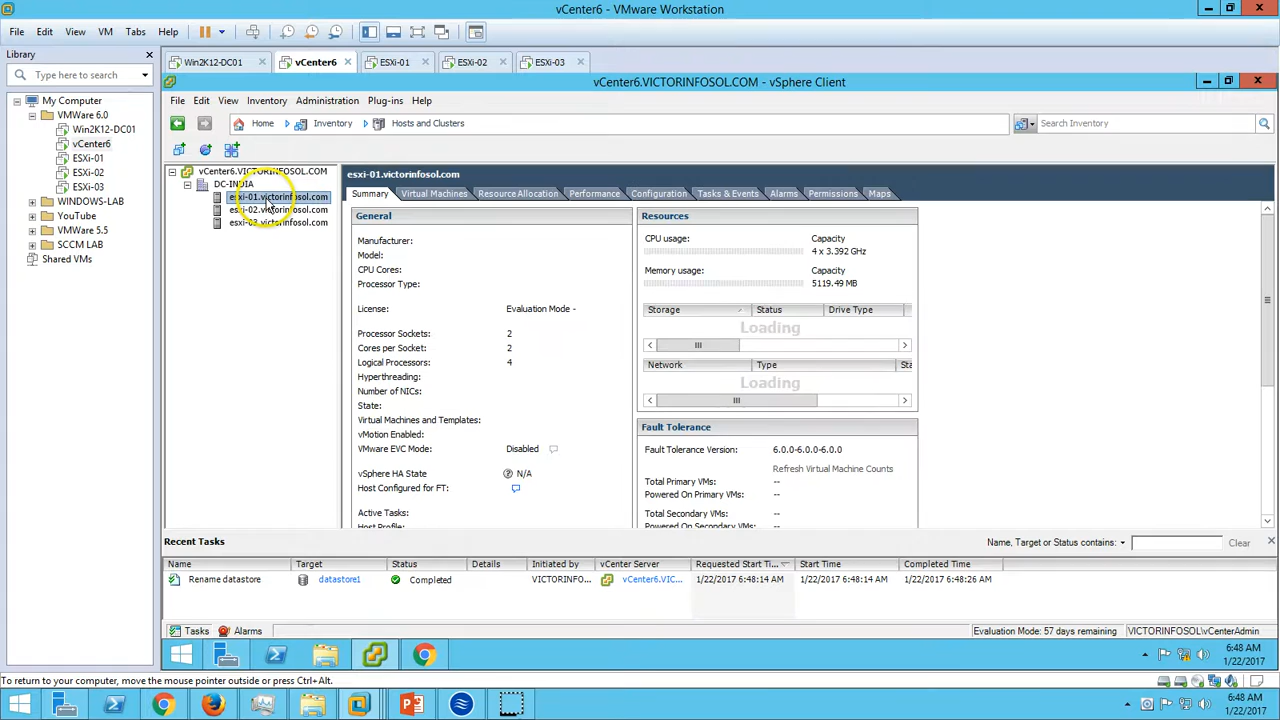 vCenter6 - VMware Workstation
File Edit View VM Tabs Help
Library
Type here to search
My Computer
VMWare 6.0
Win2K12-DC01
vCenter6
ESXi-01
ESXi-02
ESXi-03
WINDOWS-LAB
YouTube
VMWare 5.5
SCCM LAB
Shared VMs
Win2K12-DC01 vCenter6 ESXi-01 ESXi-02 ESXi-03
vCenter6.VICTORINFOSOL.COM - vSphere Client
File Edit View Inventory Administration Plug-ins Help
Home Inventory Hosts and Clusters
Search Inventory
vCenter6.VICTORINFOSOL.COM
DC-INDIA
esxi-01.victorinfosol.com
esxi-02.victorinfosol.com
esxi-03.victorinfosol.com
esxi-01.victorinfosol.com
Summary Virtual Machines Resource Allocation Performance Configuration Tasks & Events Alarms Permissions Maps
General
Manufacturer:
Model:
CPU Cores:
Processor Type:
License: Evaluation Mode -
Processor Sockets: 2
Cores per Socket: 2
Logical Processors: 4
Hyperthreading:
Number of NICs:
State:
Virtual Machines and Templates:
vMotion Enabled:
VMware EVC Mode: Disabled
vSphere HA State N/A
Host Configured for FT:
Active Tasks:
Host Profile:
Resources
CPU usage: Capacity
4 x 3.392 GHz
Memory usage: Capacity
5119.49 MB
Storage Status Drive Type
Loading
Network Type Sta
Loading
Fault Tolerance
Fault Tolerance Version: 6.0.0-6.0.0-6.0.0
Refresh Virtual Machine Counts
Total Primary VMs: --
Powered On Primary VMs: --
Total Secondary VMs: --
Powered On Secondary VMs: --
Recent Tasks
Name, Target or Status contains: Clear
Name Target Status Details Initiated by vCenter Server Requested Start Ti... Start Time Completed Time
Rename datastore datastore1 Completed VICTORINFO... vCenter6.VIC... 1/22/2017 6:48:14 AM 1/22/2017 6:48:14 AM 1/22/2017 6:48:26 AM
Tasks Alarms
Evaluation Mode: 57 days remaining VICTORINFOSOL\vCenterAdmin
6:48 AM
1/22/2017
To return to your computer, move the mouse pointer outside or press Ctrl+Alt.
6:48 AM
1/22/2017